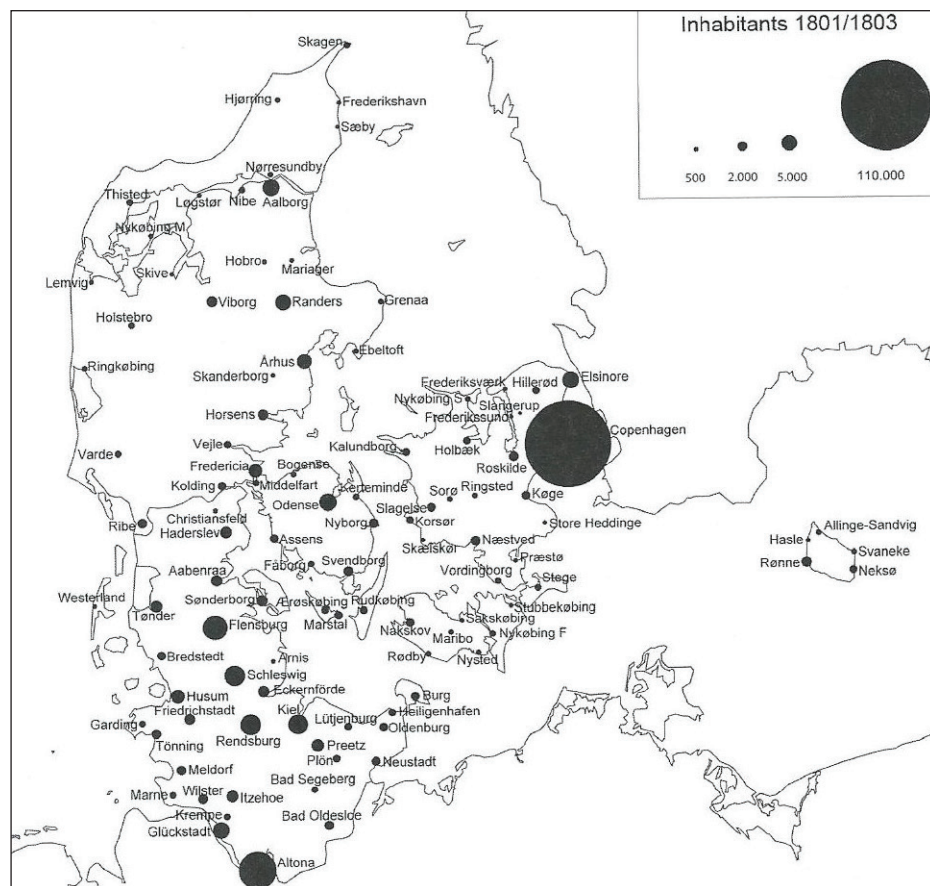 Inhabitants 1801/1803
500
2.000
5.000
110.000
Skagen
Hjørring
Frederikshavn
Sæby
Nørresundby
Thisted
Løgstør
Nibe
Aalborg
Nykøbing M
Hobro
Mariager
Skive
Lemvig
Viborg
Randers
Grenaa
Holstebro
Ebeltoft
Århus
Ringkøbing
Skanderborg
Frederiksværk
Hillerød
Elsinore
Nykøbing S
Slangerup
Frederikssund
Horsens
Copenhagen
Vejle
Kalundborg
Holbæk
Varde
Roskilde
Fredericia
Bogense
Middelfart
Kolding
Kerteminde
Sorø
Ringsted
Køge
Odense
Slagelse
Christiansfeld
Ribe
Nyborg
Korsør
Store Heddinge
Haderslev
Assens
Skælskør
Næstved
Allinge-Sandvig
Hasle
Svaneke
Fåborg
Svendborg
Præstø
Rønne
Neksø
Aabenraa
Vordingborg
Stege
Westerland
Sønderborg
Ærøskøbing
Rudkøbing
Stubbekøbing
Tønder
Marstal
Sakskøbing
Nakskov
Flensburg
Maribo
Nykøbing F
Bredstedt
Arnis
Rødby
Nysted
Schleswig
Eckernförde
Husum
Burg
Friedrichstadt
Kiel
Heiligenhafen
Garding
Lütjenburg
Oldenburg
Tönning
Rendsburg
Preetz
Plön
Neustadt
Meldorf
Bad Segeberg
Marne
Wilster
Itzehoe
Krempe
Bad Oldesloe
Glückstadt
Altona